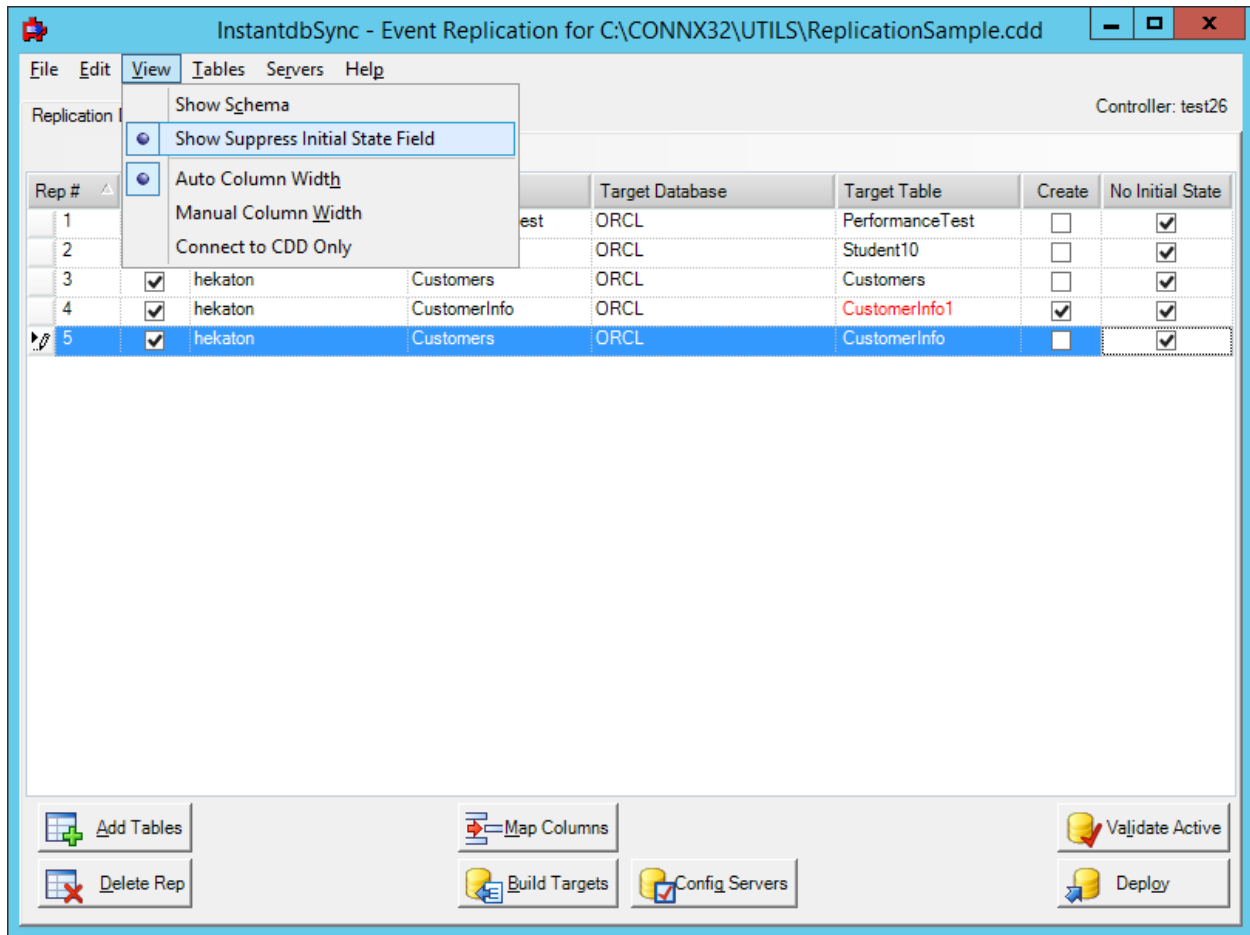 InstantdbSync - Event Replication for C:\CONNX32\UTILS\ReplicationSample.cdd
File Edit View Tables Servers Help
Controller: test26
Replication
Show Schema
Show Suppress Initial State Field
Auto Column Width
Manual Column Width
Connect to CDD Only
Rep # Target Database Target Table Create No Initial State
1 est ORCL PerformanceTest
2 ORCL Student10
3 hekaton Customers ORCL Customers
4 hekaton CustomerInfo ORCL CustomerInfo1
5 hekaton Customers ORCL CustomerInfo
Add Tables Map Columns Validate Active
Delete Rep Build Targets Config Servers Deploy